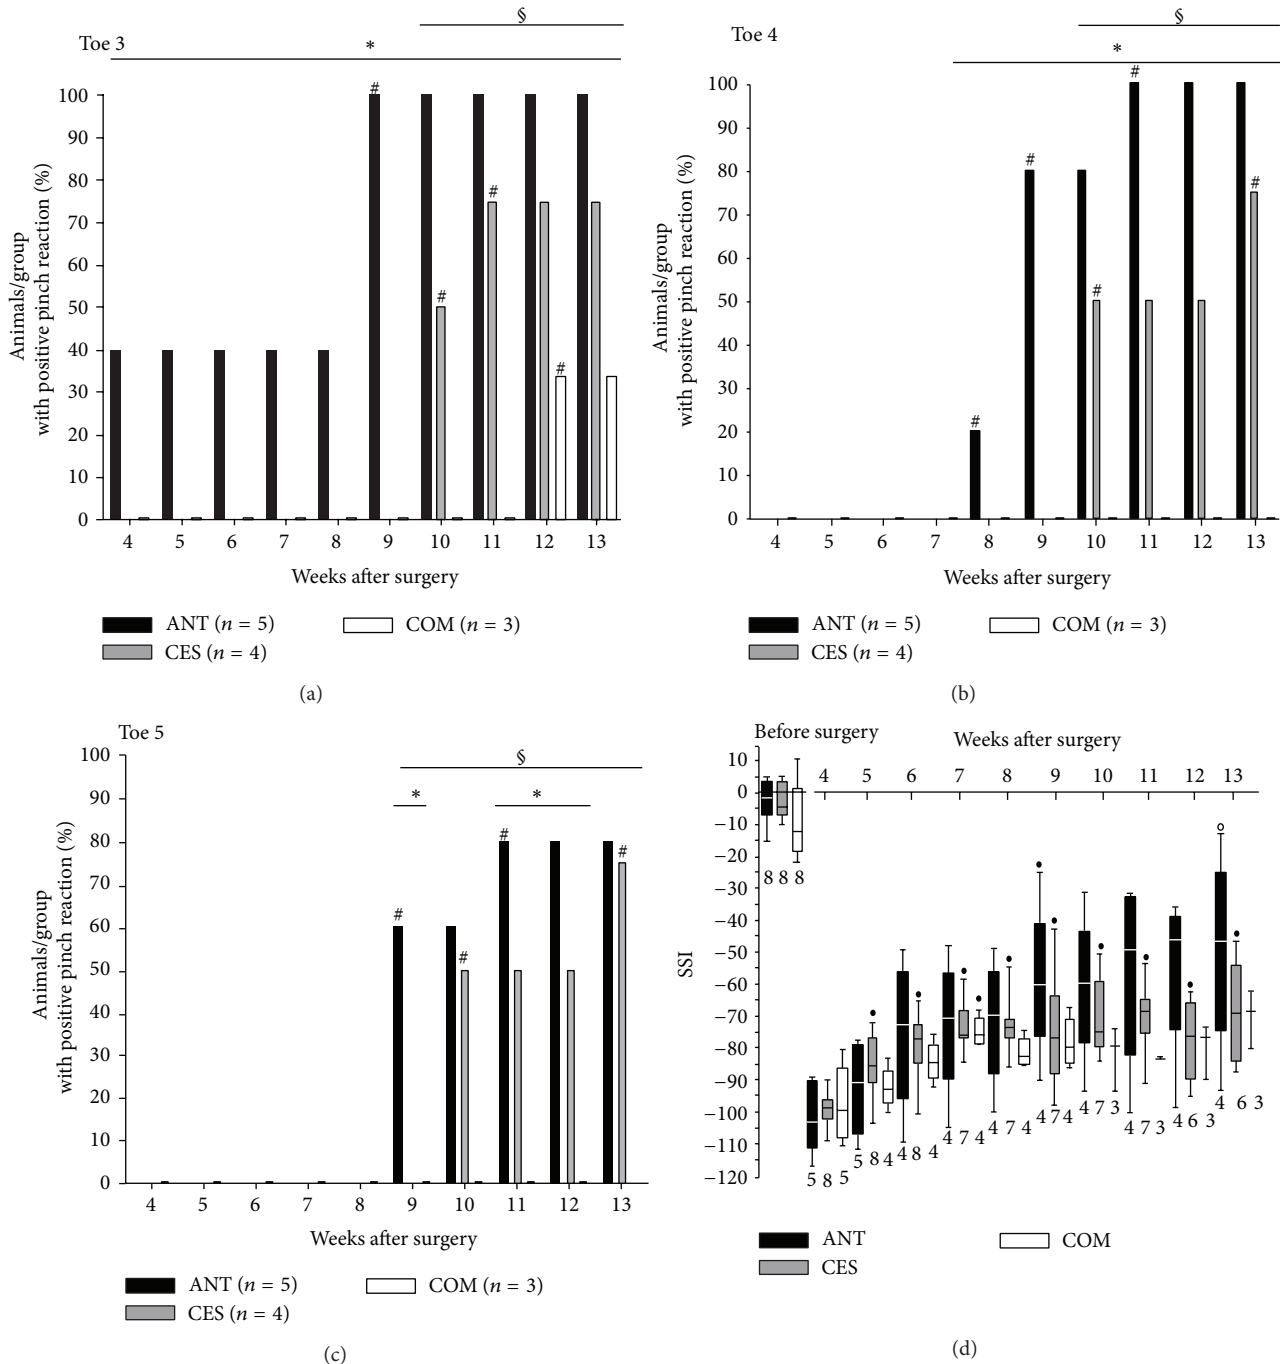 Toe 3
§
*
Animals/group
with positive pinch reaction (%)
100
90
80
70
60
50
40
30
20
10
0
# # # #
4 5 6 7 8 9 10 11 12 13
Weeks after surgery
ANT (n = 5) COM (n = 3)
CES (n = 4)
(a)
Toe 4
§
*
Animals/group
with positive pinch reaction (%)
100
90
80
70
60
50
40
30
20
10
0
# # # # #
4 5 6 7 8 9 10 11 12 13
Weeks after surgery
ANT (n = 5) COM (n = 3)
CES (n = 4)
(b)
Toe 5
§
* *
Animals/group
with positive pinch reaction (%)
100
90
80
70
60
50
40
30
20
10
0
# # # #
4 5 6 7 8 9 10 11 12 13
Weeks after surgery
ANT (n = 5) COM (n = 3)
CES (n = 4)
(c)
Before surgery Weeks after surgery
4 5 6 7 8 9 10 11 12 13
SSI
10
0
−10
−20
−30
−40
−50
−60
−70
−80
−90
−100
−110
−120
8 8 8
5 8 5 5 8 4 4 8 4 4 7 4 4 7 4 4 7 4 4 7 3 4 7 3 4 6 3 4 6 3
ANT COM
CES
(d)